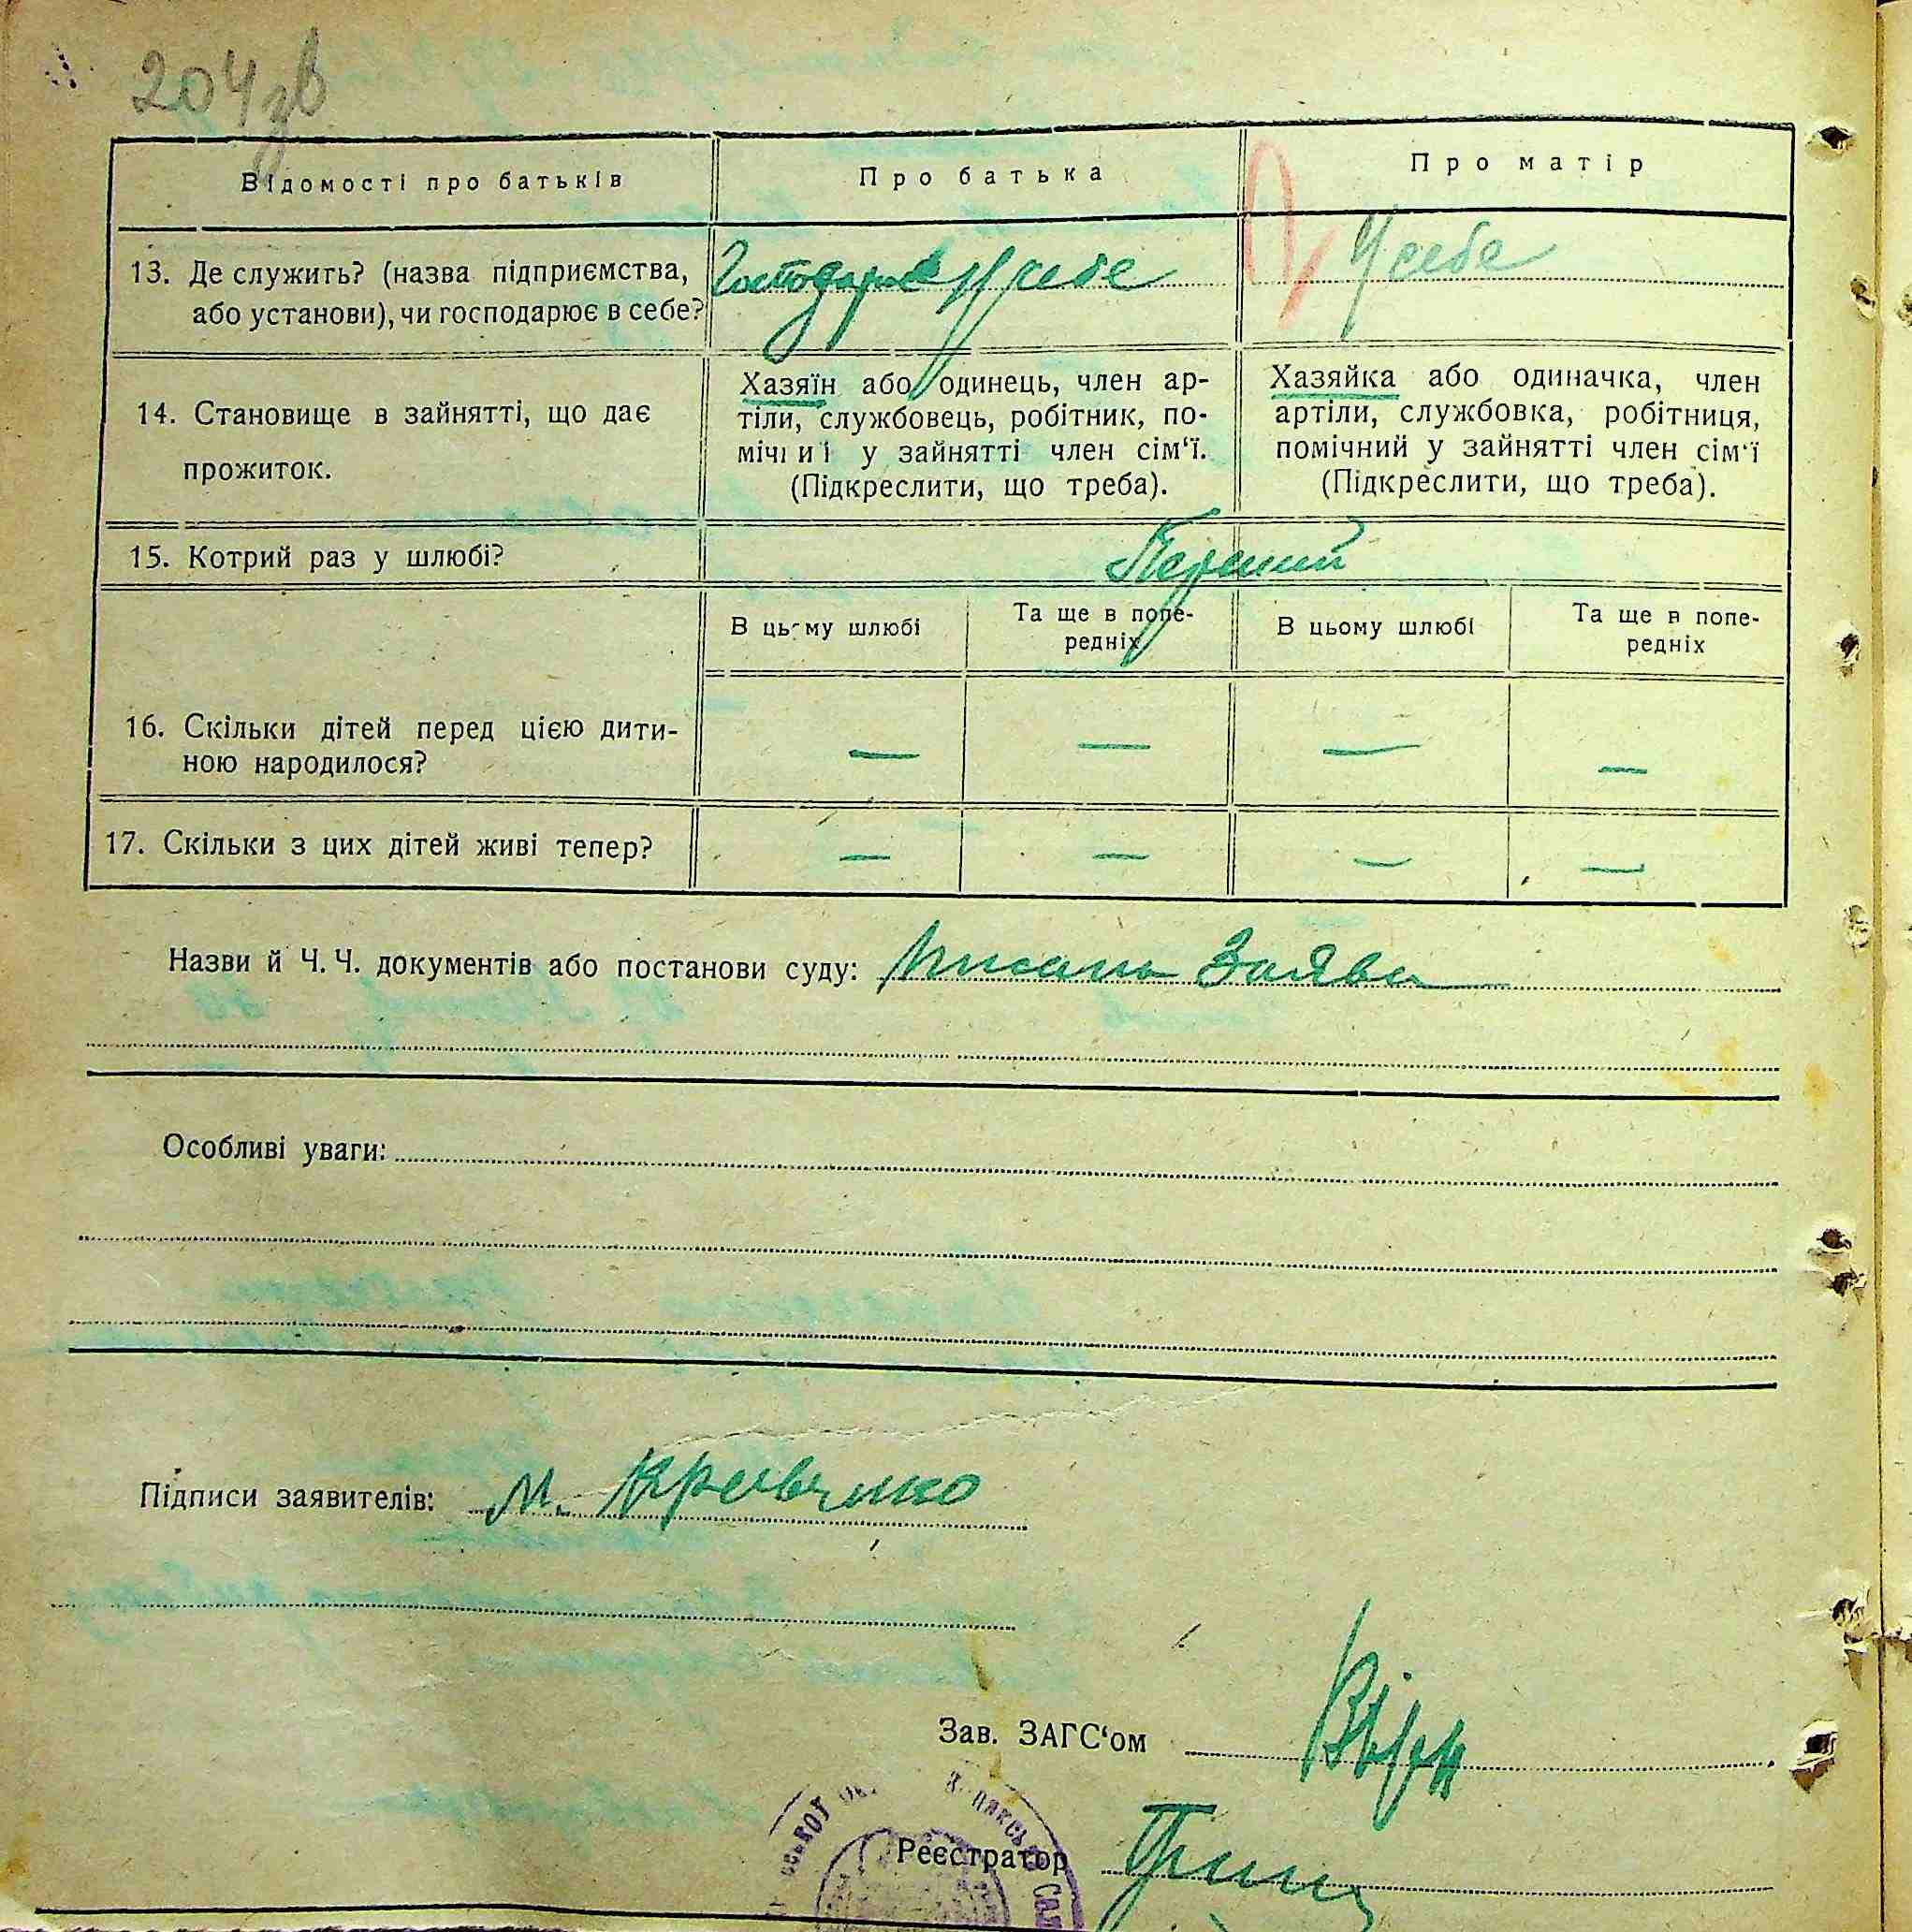 204зв
Відомості про батьків
Про батька
Про матір
13. Де служить? (назва підприємства,
або установи), чи господарює в себе?
Господарює У себе
У себе
14. Становище в зайнятті, що дає
прожиток.
Хазяїн або одинець, член ар-
тіли, службовець, робітник, по-
мічний у зайнятті член сім'ї.
(Підкреслити, що треба).
Хазяйка або одиначка, член
артіли, службовка, робітниця,
помічний у зайнятті член сім'ї
(Підкреслити, що треба).
15. Котрий раз у шлюбі?
Перший
В цьому шлюбі
Та ще в попе-
редніх
В цьому шлюбі
Та ще в попе-
редніх
16. Скільки дітей перед цією дити-
ною народилося?
— — — —
17. Скільки з цих дітей живі тепер?
— — — —
Назви й Ч. Ч. документів або постанови суду: Заява
Особливі уваги:
Підписи заявителів: М. Кравченко
Зав. ЗАГС'ом
Реєстратор